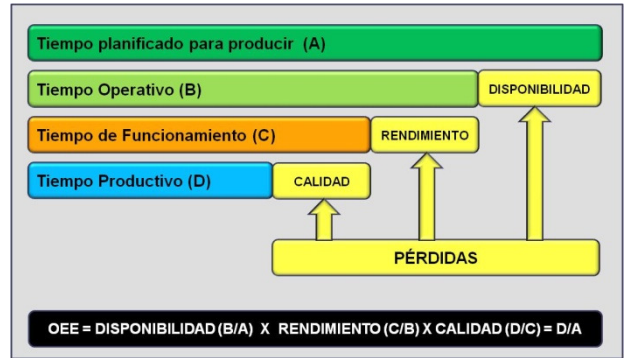 Tiempo planificado para producir (A)
Tiempo Operativo (B)
DISPONIBILIDAD
Tiempo de Funcionamiento (C)
RENDIMIENTO
Tiempo Productivo (D)
CALIDAD
PÉRDIDAS
OEE = DISPONIBILIDAD (B/A) X RENDIMIENTO (C/B) X CALIDAD (D/C) = D/A